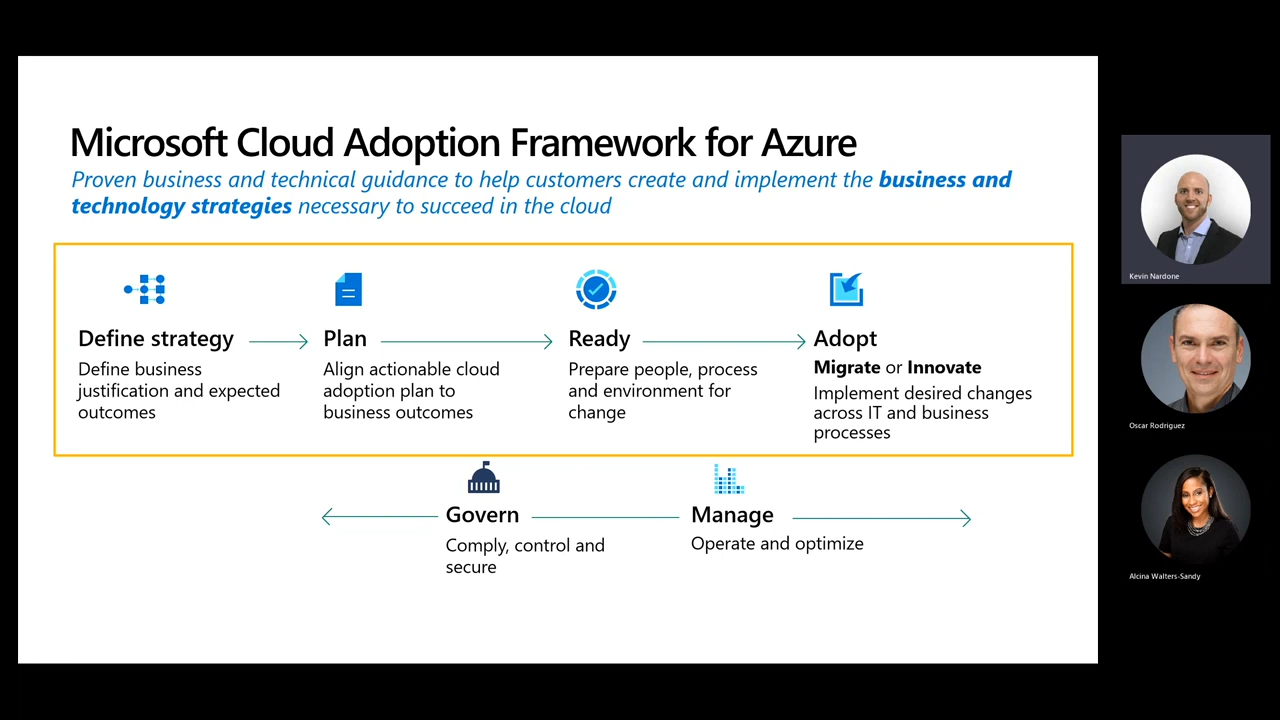 Microsoft Cloud Adoption Framework for Azure
Proven business and technical guidance to help customers create and implement the business and
technology strategies necessary to succeed in the cloud
Define strategy
Define business
justification and expected
outcomes
Plan
Align actionable cloud
adoption plan to
business outcomes
Ready
Prepare people, process
and environment for
change
Adopt
Migrate or Innovate
Implement desired changes
across IT and business
processes
Govern
Comply, control and
secure
Manage
Operate and optimize
Kevin Nardone
Oscar Rodriguez
Alcina Walters-Sandy